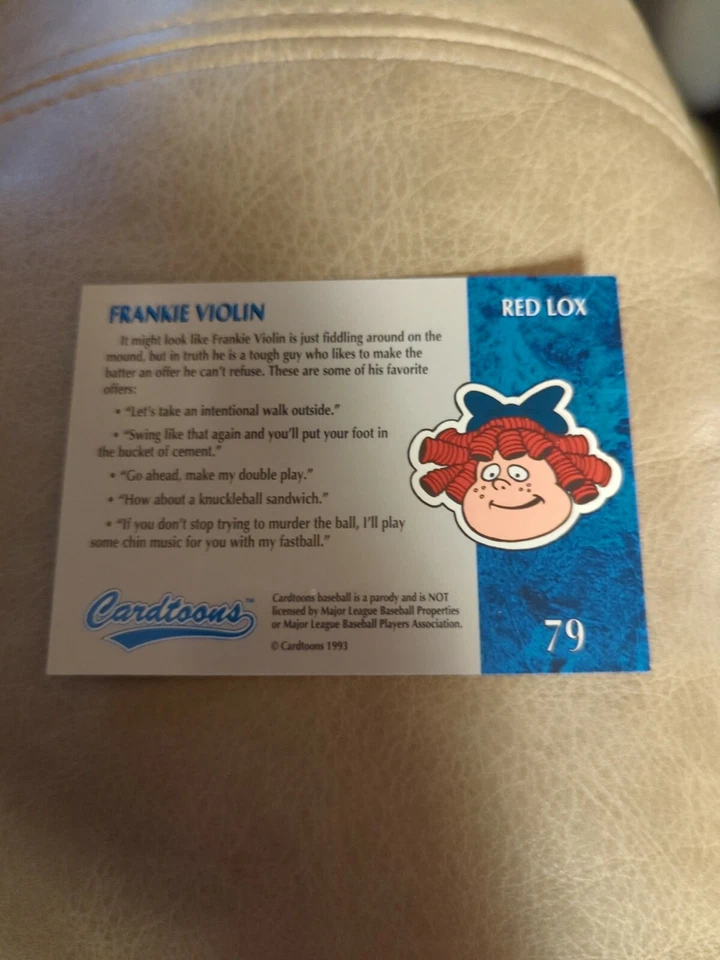 FRANKIE VIOLIN
RED LOX
It might look like Frankie Violin is just fiddling around on the
mound, but in truth he is a tough guy who likes to make the
batter an offer he can't refuse. These are some of his favorite
offers:
• "Let's take an intentional walk outside."
• "Swing like that again and you'll put your foot in
the bucket of cement."
• "Go ahead, make my double play."
• "How about a knuckleball sandwich."
• "If you don't stop trying to murder the ball, I'll play
some chin music for you with my fastball."
Cardtoons™
Cardtoons baseball is a parody and is NOT
licensed by Major League Baseball Properties
or Major League Baseball Players Association.
© Cardtoons 1993
79